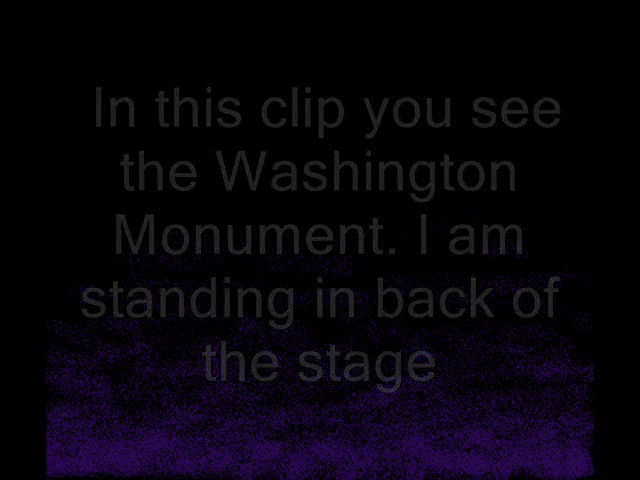 In this clip you see
the Washington
Monument. I am
standing in back of
the stage